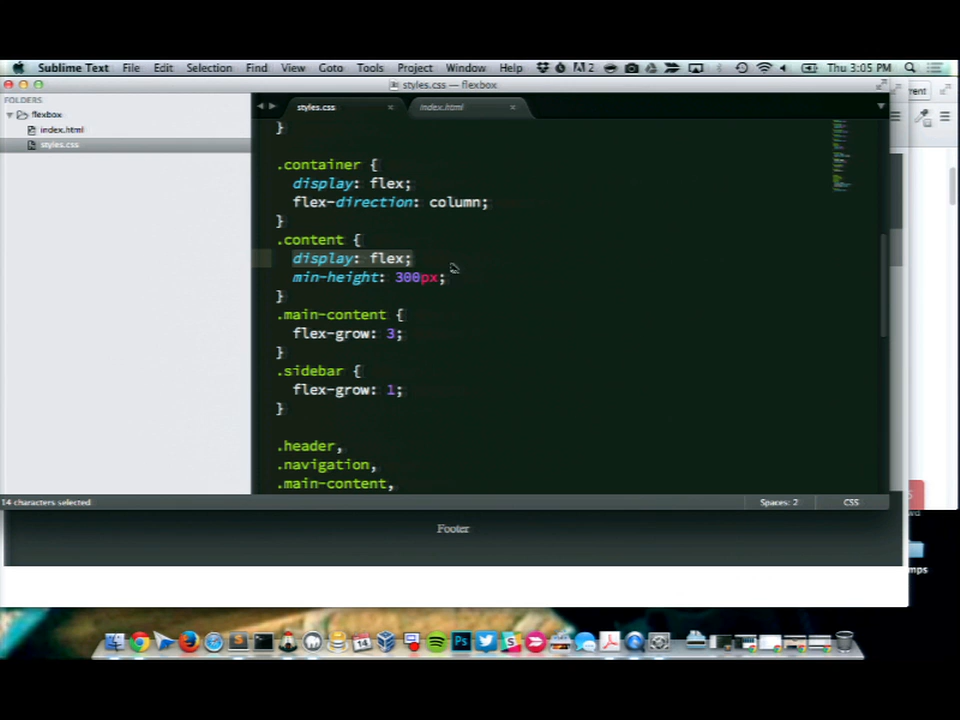 Sublime Text File Edit Selection Find View Goto Tools Project Window Help 2 Thu 3:05 PM
styles.css — flexbox
FOLDERS
flexbox
index.html
styles.css
styles.css
index.html
}
.container {
display: flex;
flex-direction: column;
}
.content {
display: flex;
min-height: 300px;
}
.main-content {
flex-grow: 3;
}
.sidebar {
flex-grow: 1;
}
.header,
.navigation,
.main-content,
14 characters selected
Spaces: 2
CSS
Footer
14